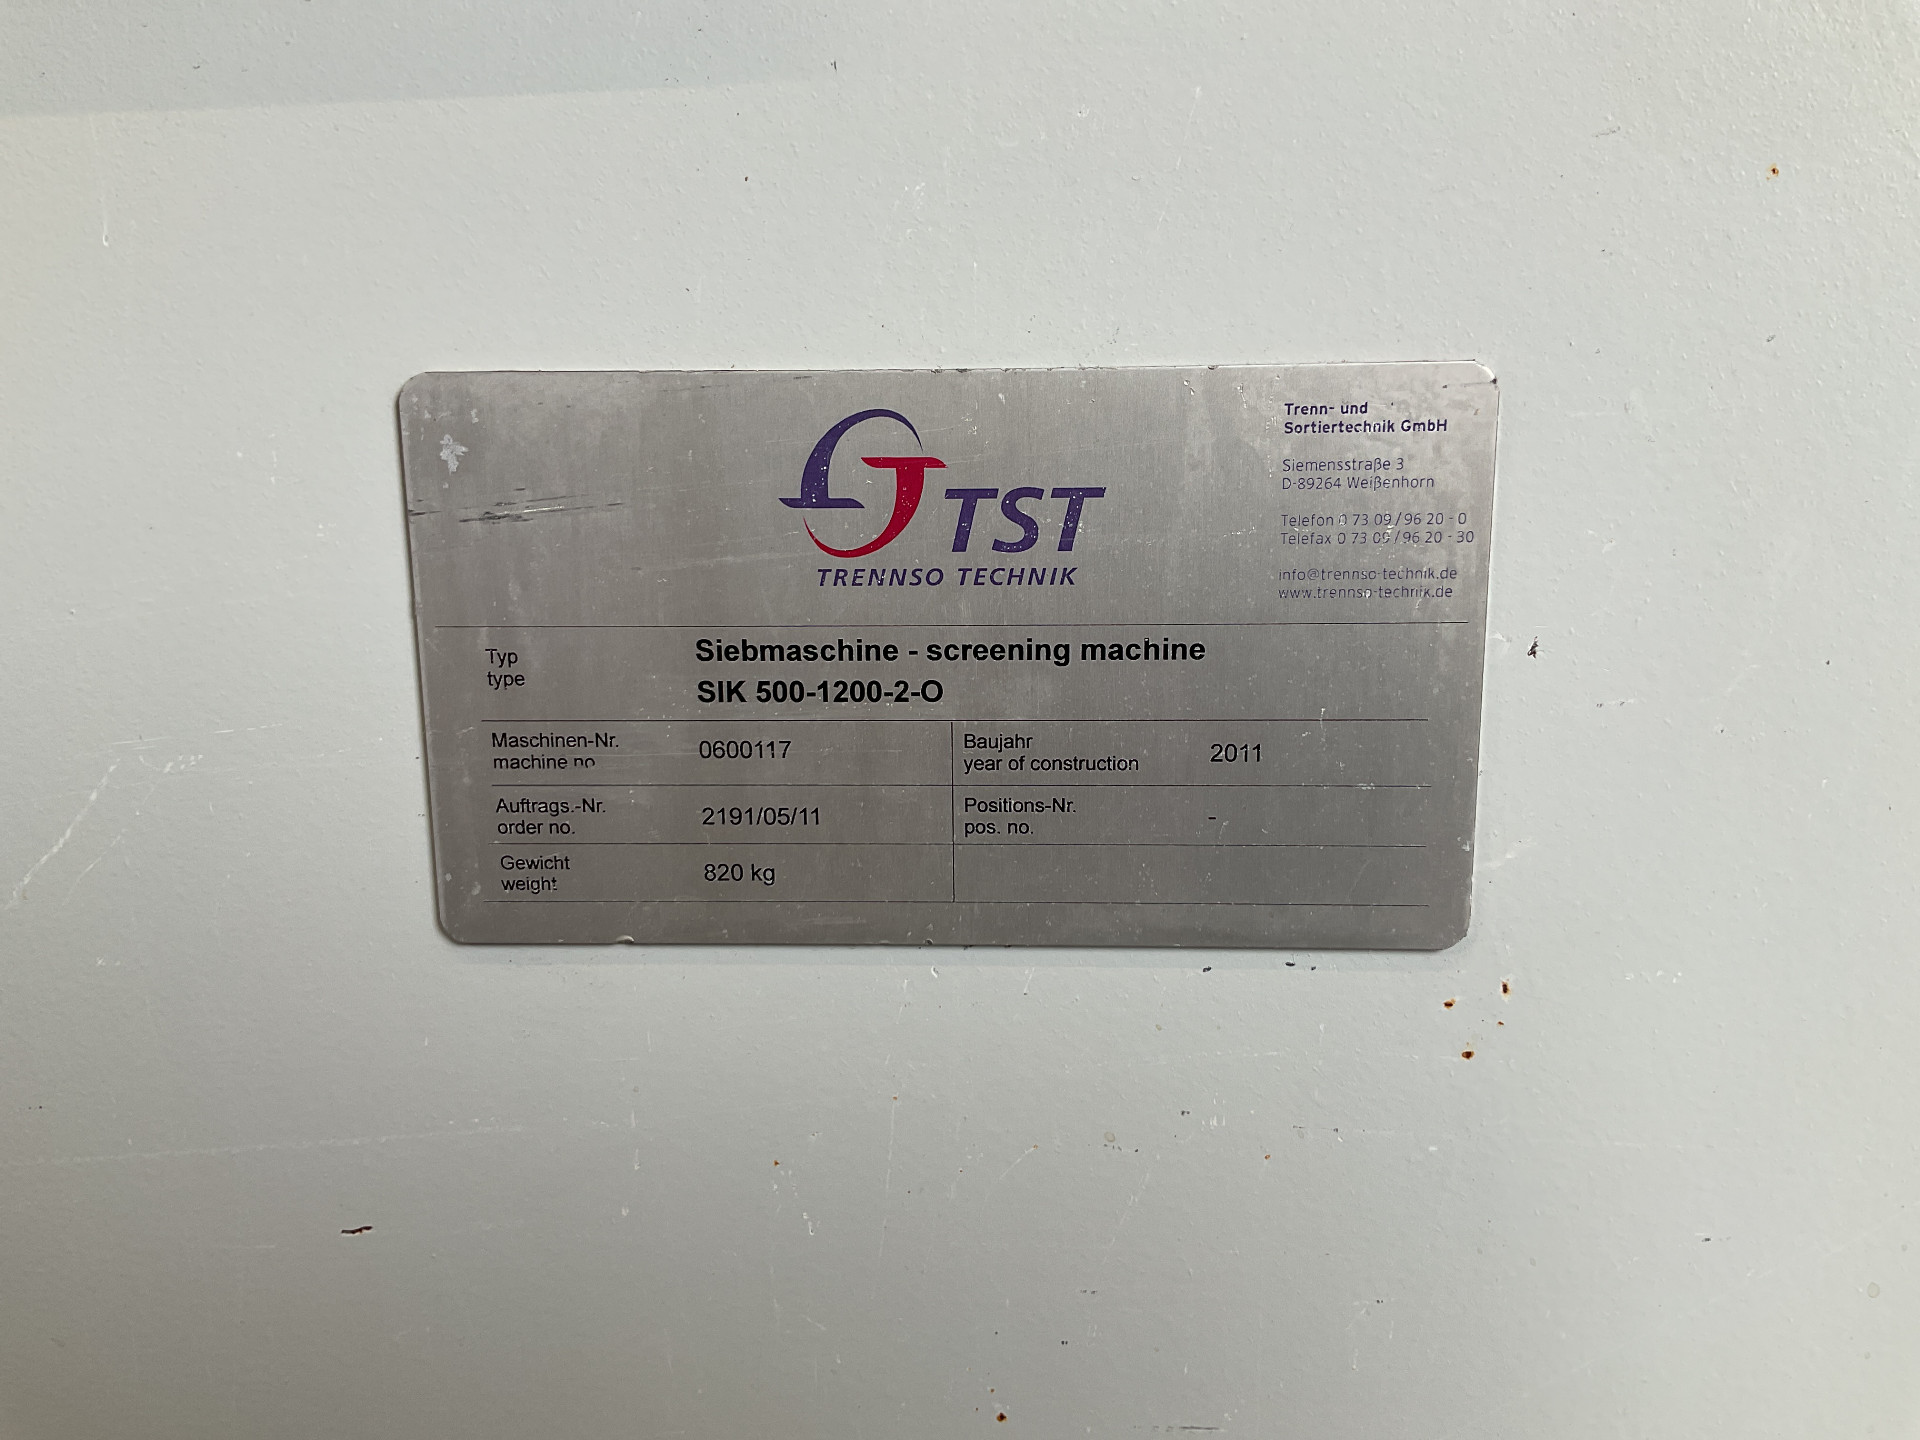 TST
TRENNSO TECHNIK
Trenn- und
Sortiertechnik GmbH
Siemensstraße 3
D-89264 Weißenhorn
Telefon 0 73 09/96 20 - 0
Telefax 0 73 09/96 20 - 30
info@trennso-technik.de
www.trennso-technik.de
Typ
type
Siebmaschine - screening machine
SIK 500-1200-2-O
Maschinen-Nr.
machine no
0600117
Baujahr
year of construction
2011
Auftrags.-Nr.
order no.
2191/05/11
Positions-Nr.
pos. no.
-
Gewicht
weight
820 kg